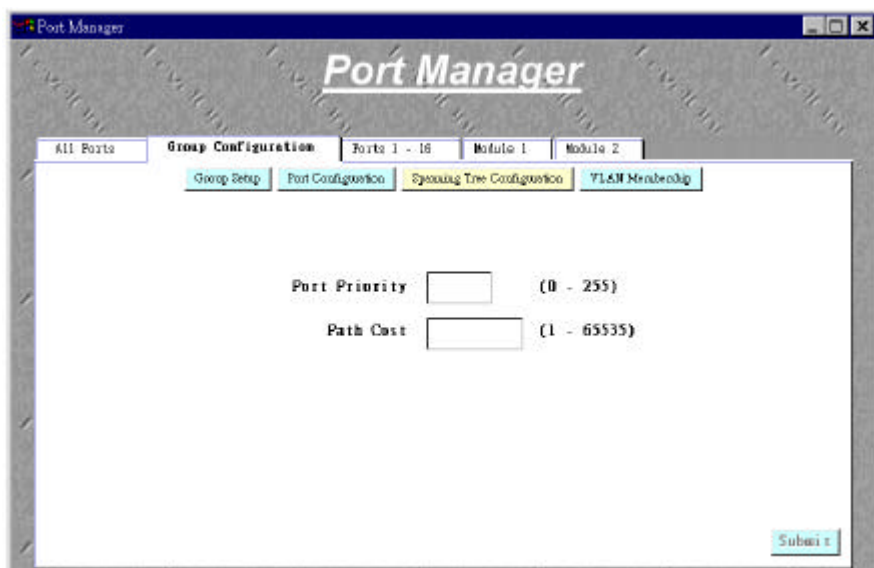 Port Manager
Port Manager
All Ports Group Configuration Ports 1 - 16 Module 1 Module 2
Group Setup Port Configuration Spanning Tree Configuration VLAN Membership
Port Priority (0 - 255)
Path Cost (1 - 65535)
Submit